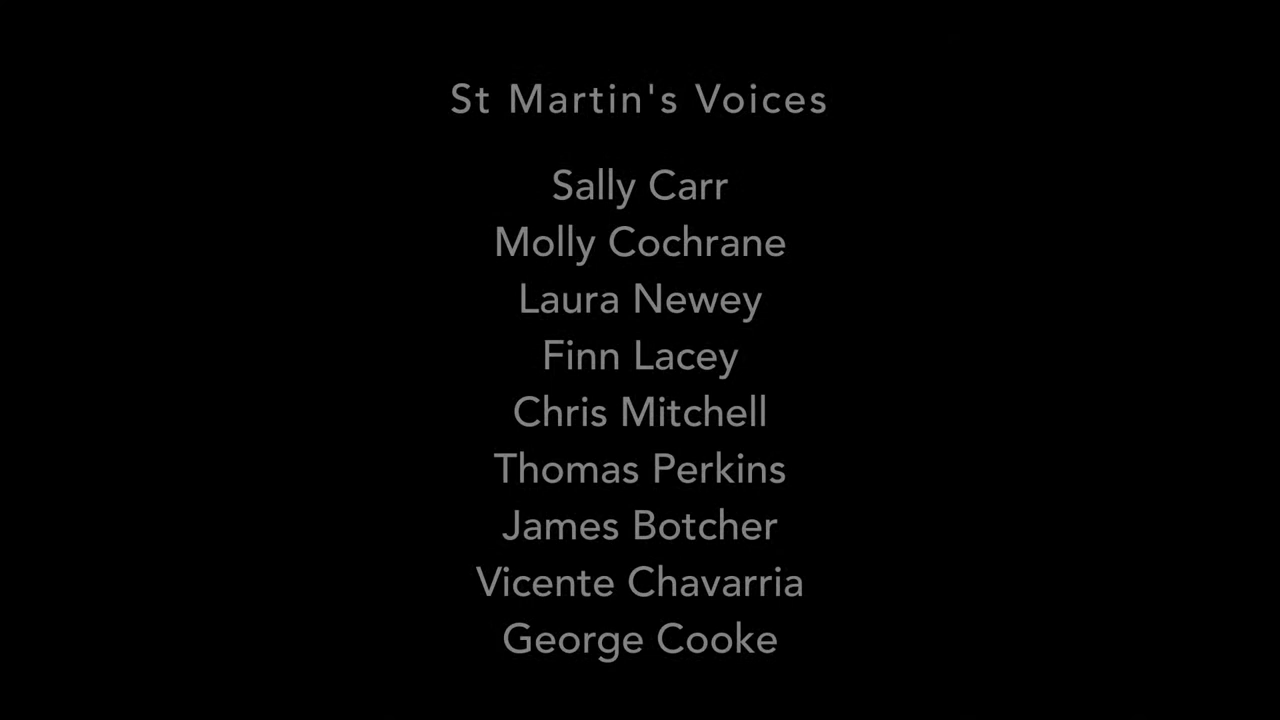 St Martin's Voices
Sally Carr
Molly Cochrane
Laura Newey
Finn Lacey
Chris Mitchell
Thomas Perkins
James Botcher
Vicente Chavarria
George Cooke